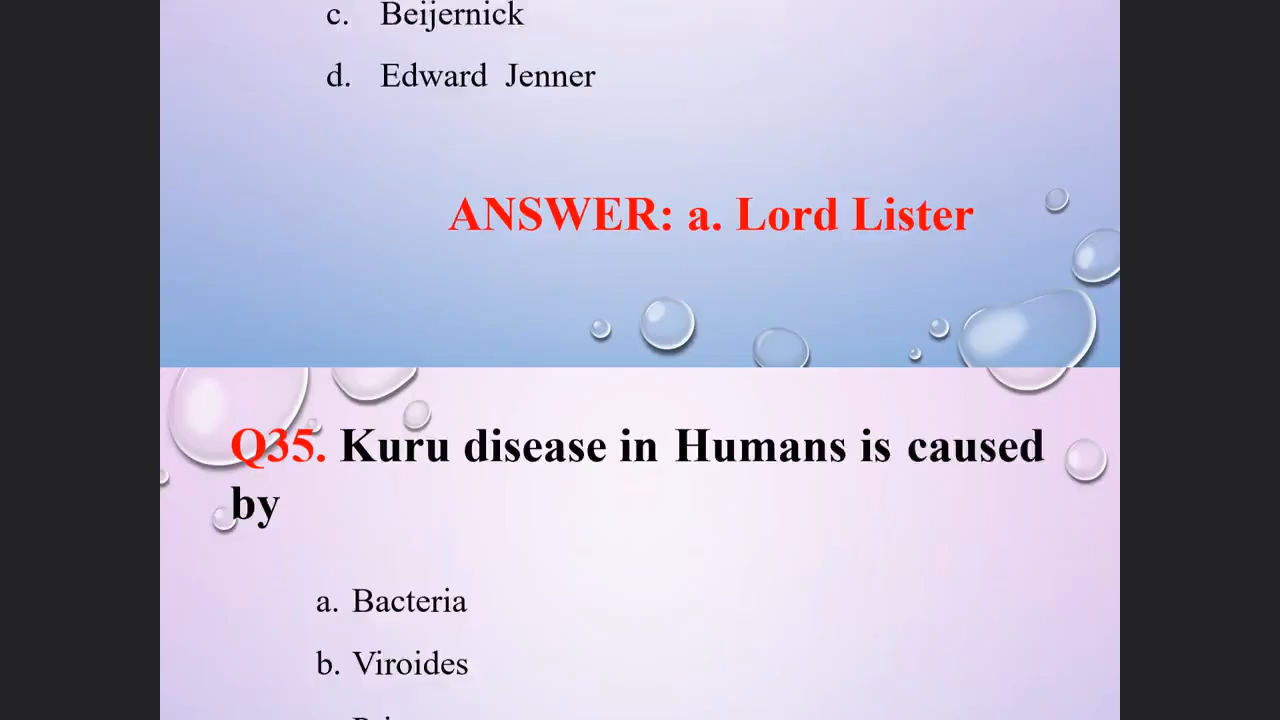 c. Beijernick
d. Edward Jenner
ANSWER: a. Lord Lister
Q35. Kuru disease in Humans is caused
by
a. Bacteria
b. Viroides